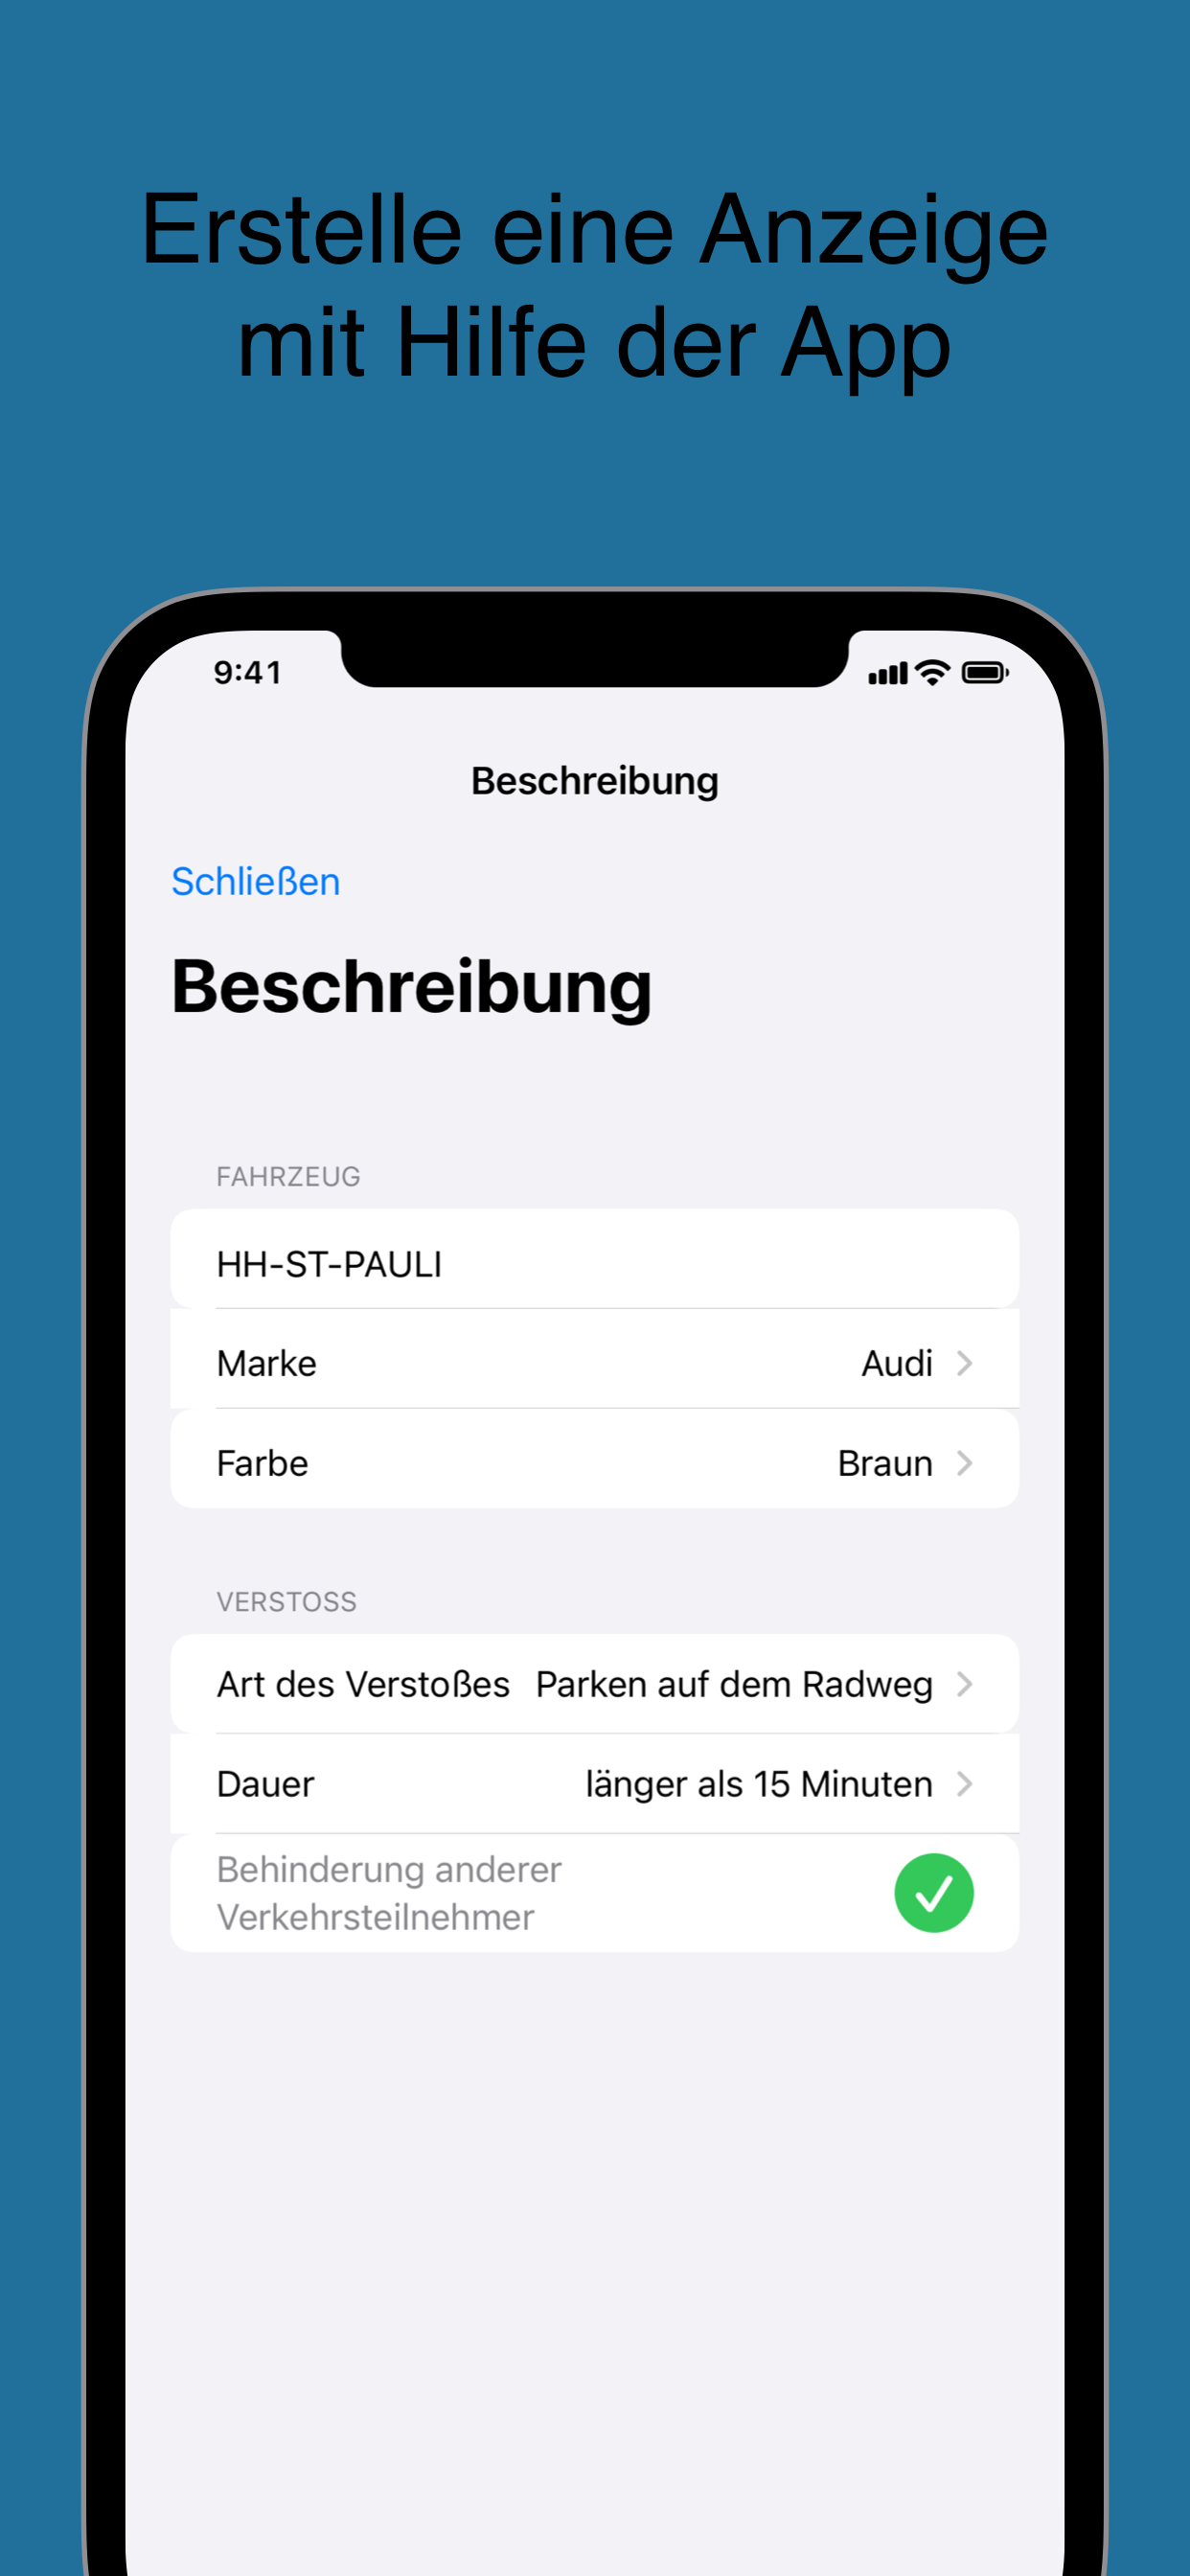 Erstelle eine Anzeige
mit Hilfe der App
9:41
Beschreibung
Schließen
Beschreibung
FAHRZEUG
HH-ST-PAULI
Marke Audi
Farbe Braun
VERSTOSS
Art des Verstoßes Parken auf dem Radweg
Dauer länger als 15 Minuten
Behinderung anderer
Verkehrsteilnehmer